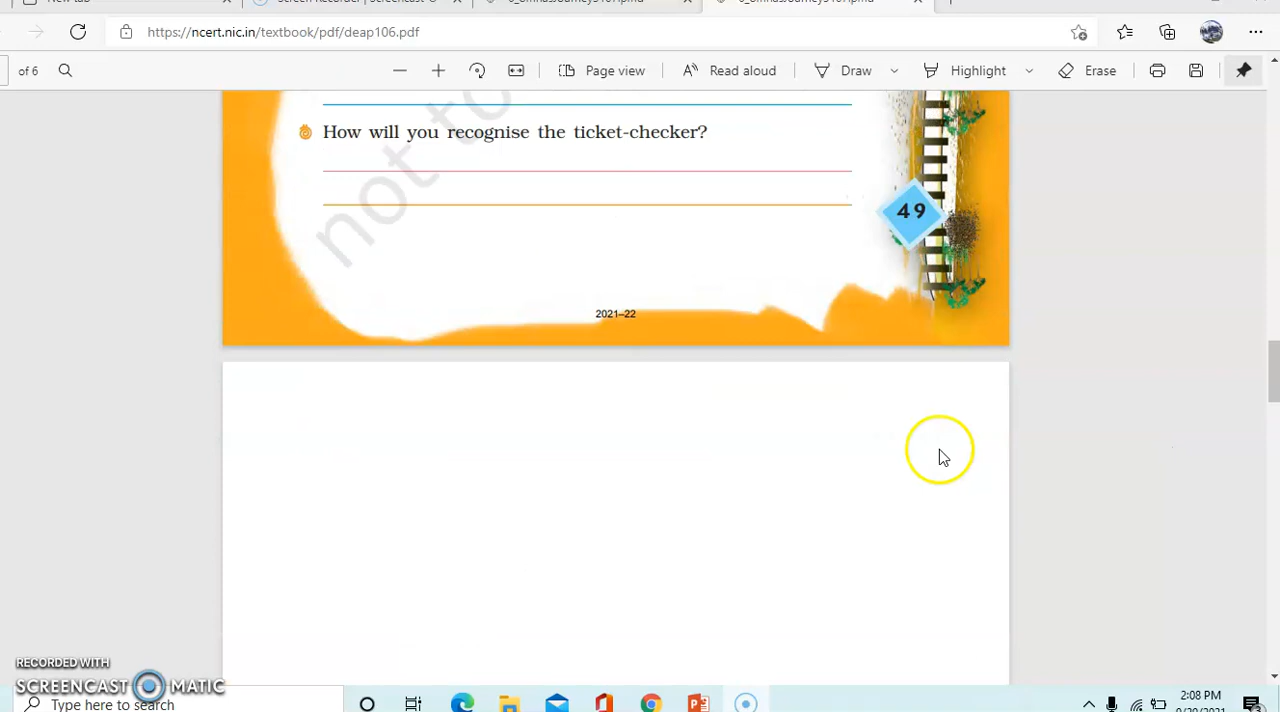 https://ncert.nic.in/textbook/pdf/deap106.pdf
of 6
Page view
Read aloud
Draw
Highlight
Erase
not to
How will you recognise the ticket-checker?
49
2021–22
RECORDED WITH
SCREENCAST MATIC
Type here to search
2:08 PM